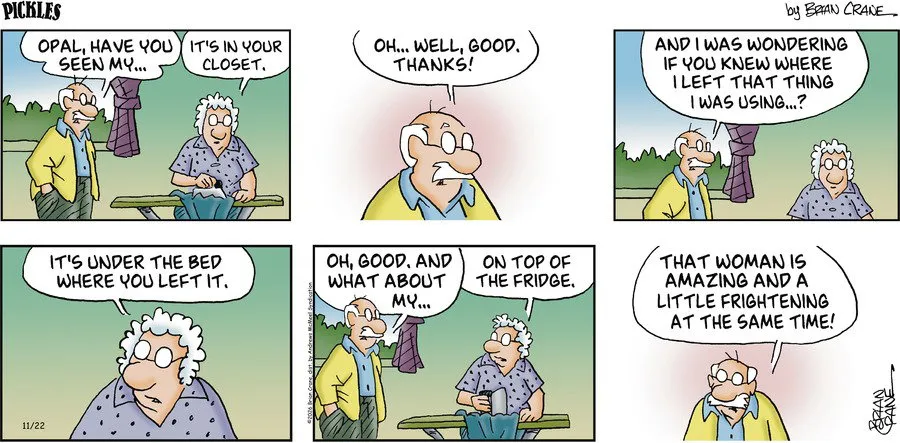 PICKLES
by BRIAN CRANE
OPAL, HAVE YOU
SEEN MY...
IT'S IN YOUR
CLOSET.
OH... WELL, GOOD.
THANKS!
AND I WAS WONDERING
IF YOU KNEW WHERE
I LEFT THAT THING
I WAS USING...?
IT'S UNDER THE BED
WHERE YOU LEFT IT.
11/22
OH, GOOD. AND
WHAT ABOUT
MY...
ON TOP OF
THE FRIDGE.
THAT WOMAN IS
AMAZING AND A
LITTLE FRIGHTENING
AT THE SAME TIME!
BRIAN
CRANE